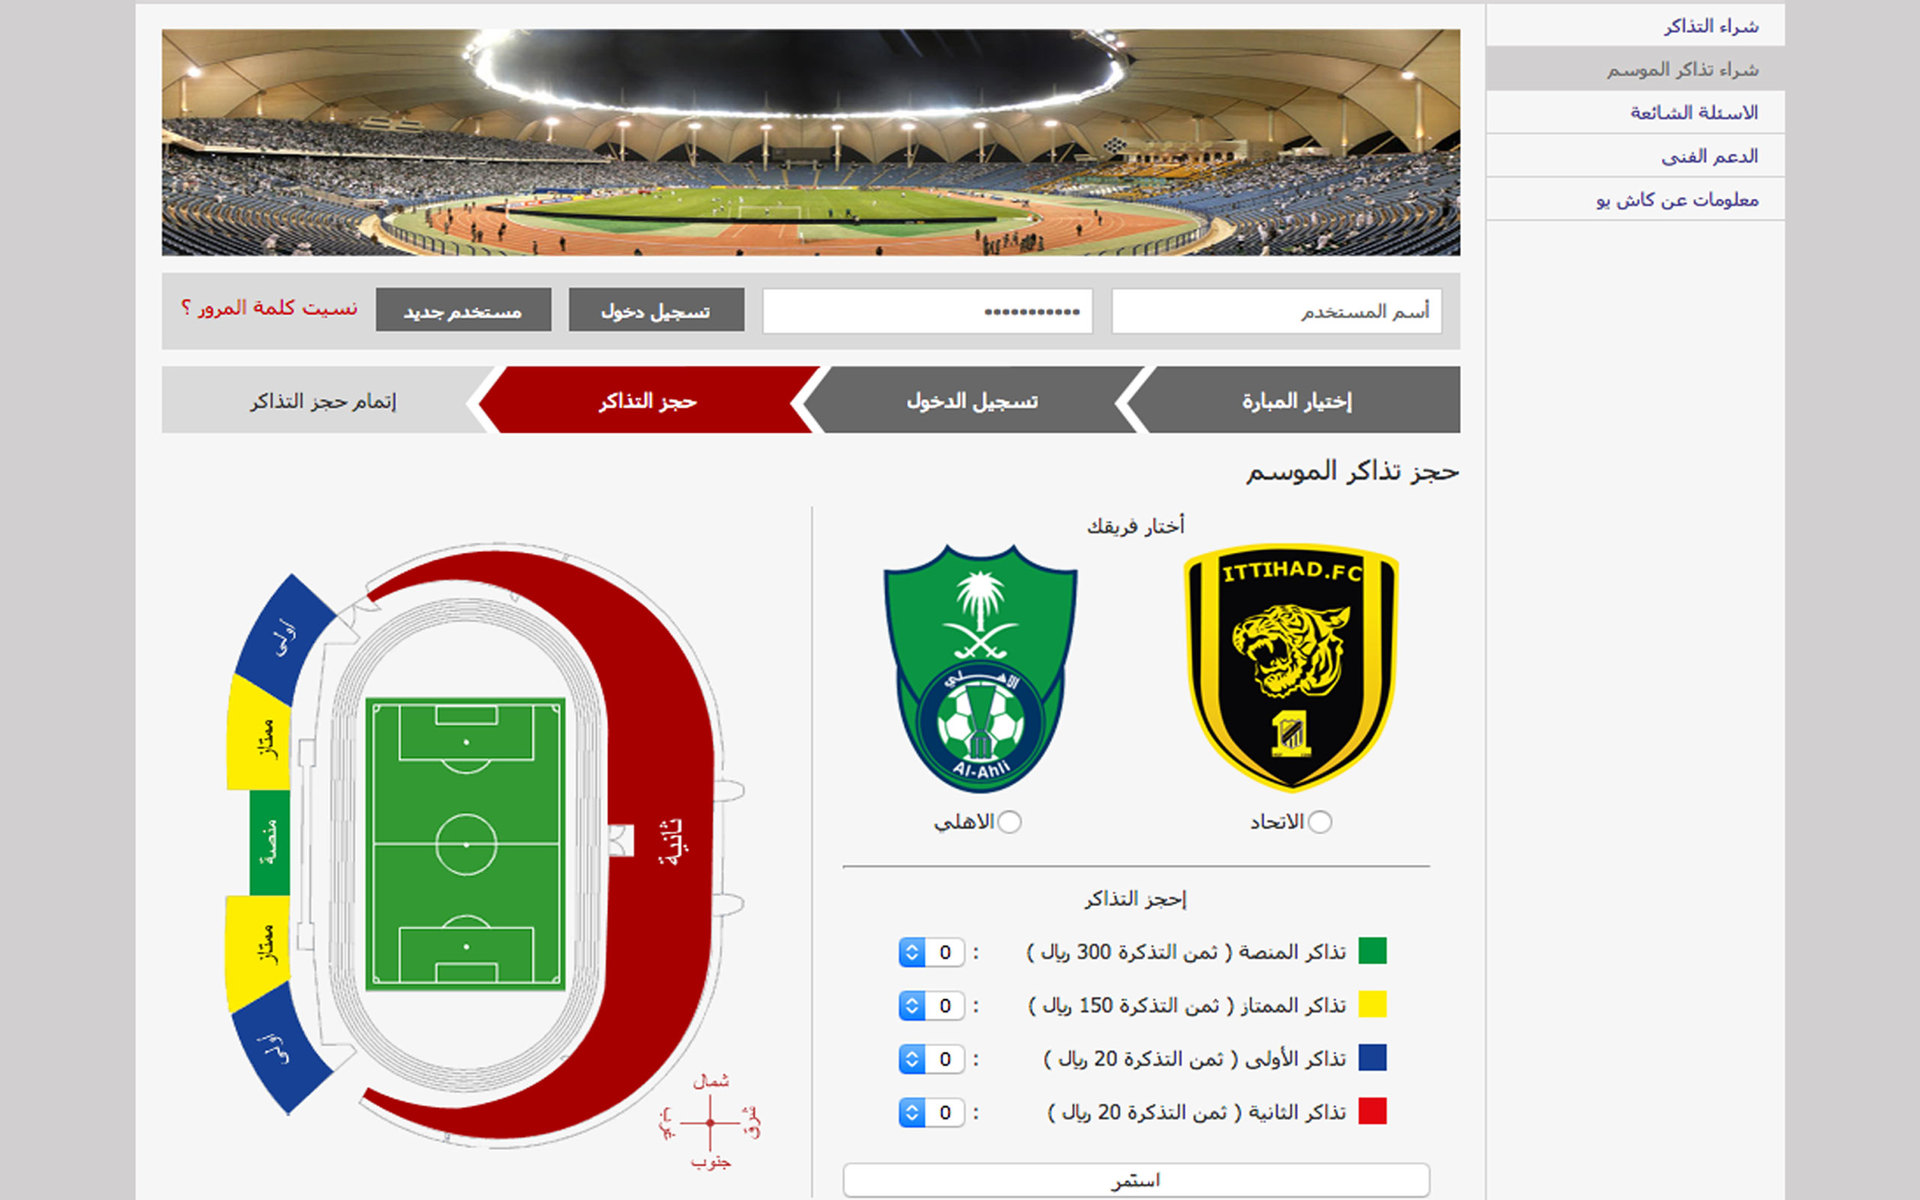 شراء التذاكر
شراء تذاكر الموسم
الاسئلة الشائعة
الدعم الفنى
معلومات عن كاش يو
أسم المستخدم
•••••••••••
تسجيل دخول
مستخدم جديد
نسيت كلمة المرور ؟
إختيار المبارة
تسجيل الدخول
حجز التذاكر
إتمام حجز التذاكر
حجز تذاكر الموسم
أختار فريقك
ITTIHAD.FC
1
الاتحاد
الاهلي
Al-Ahli
الاهلي
إحجز التذاكر
تذاكر المنصة ( ثمن التذكرة 300 ريال ) : 0
تذاكر الممتاز ( ثمن التذكرة 150 ريال ) : 0
تذاكر الأولى ( ثمن التذكرة 20 ريال ) : 0
تذاكر الثانية ( ثمن التذكرة 20 ريال ) : 0
استمر
أولى
ممتاز
منصة
ممتاز
أولى
ثانية
شمال
شرق
غرب
جنوب